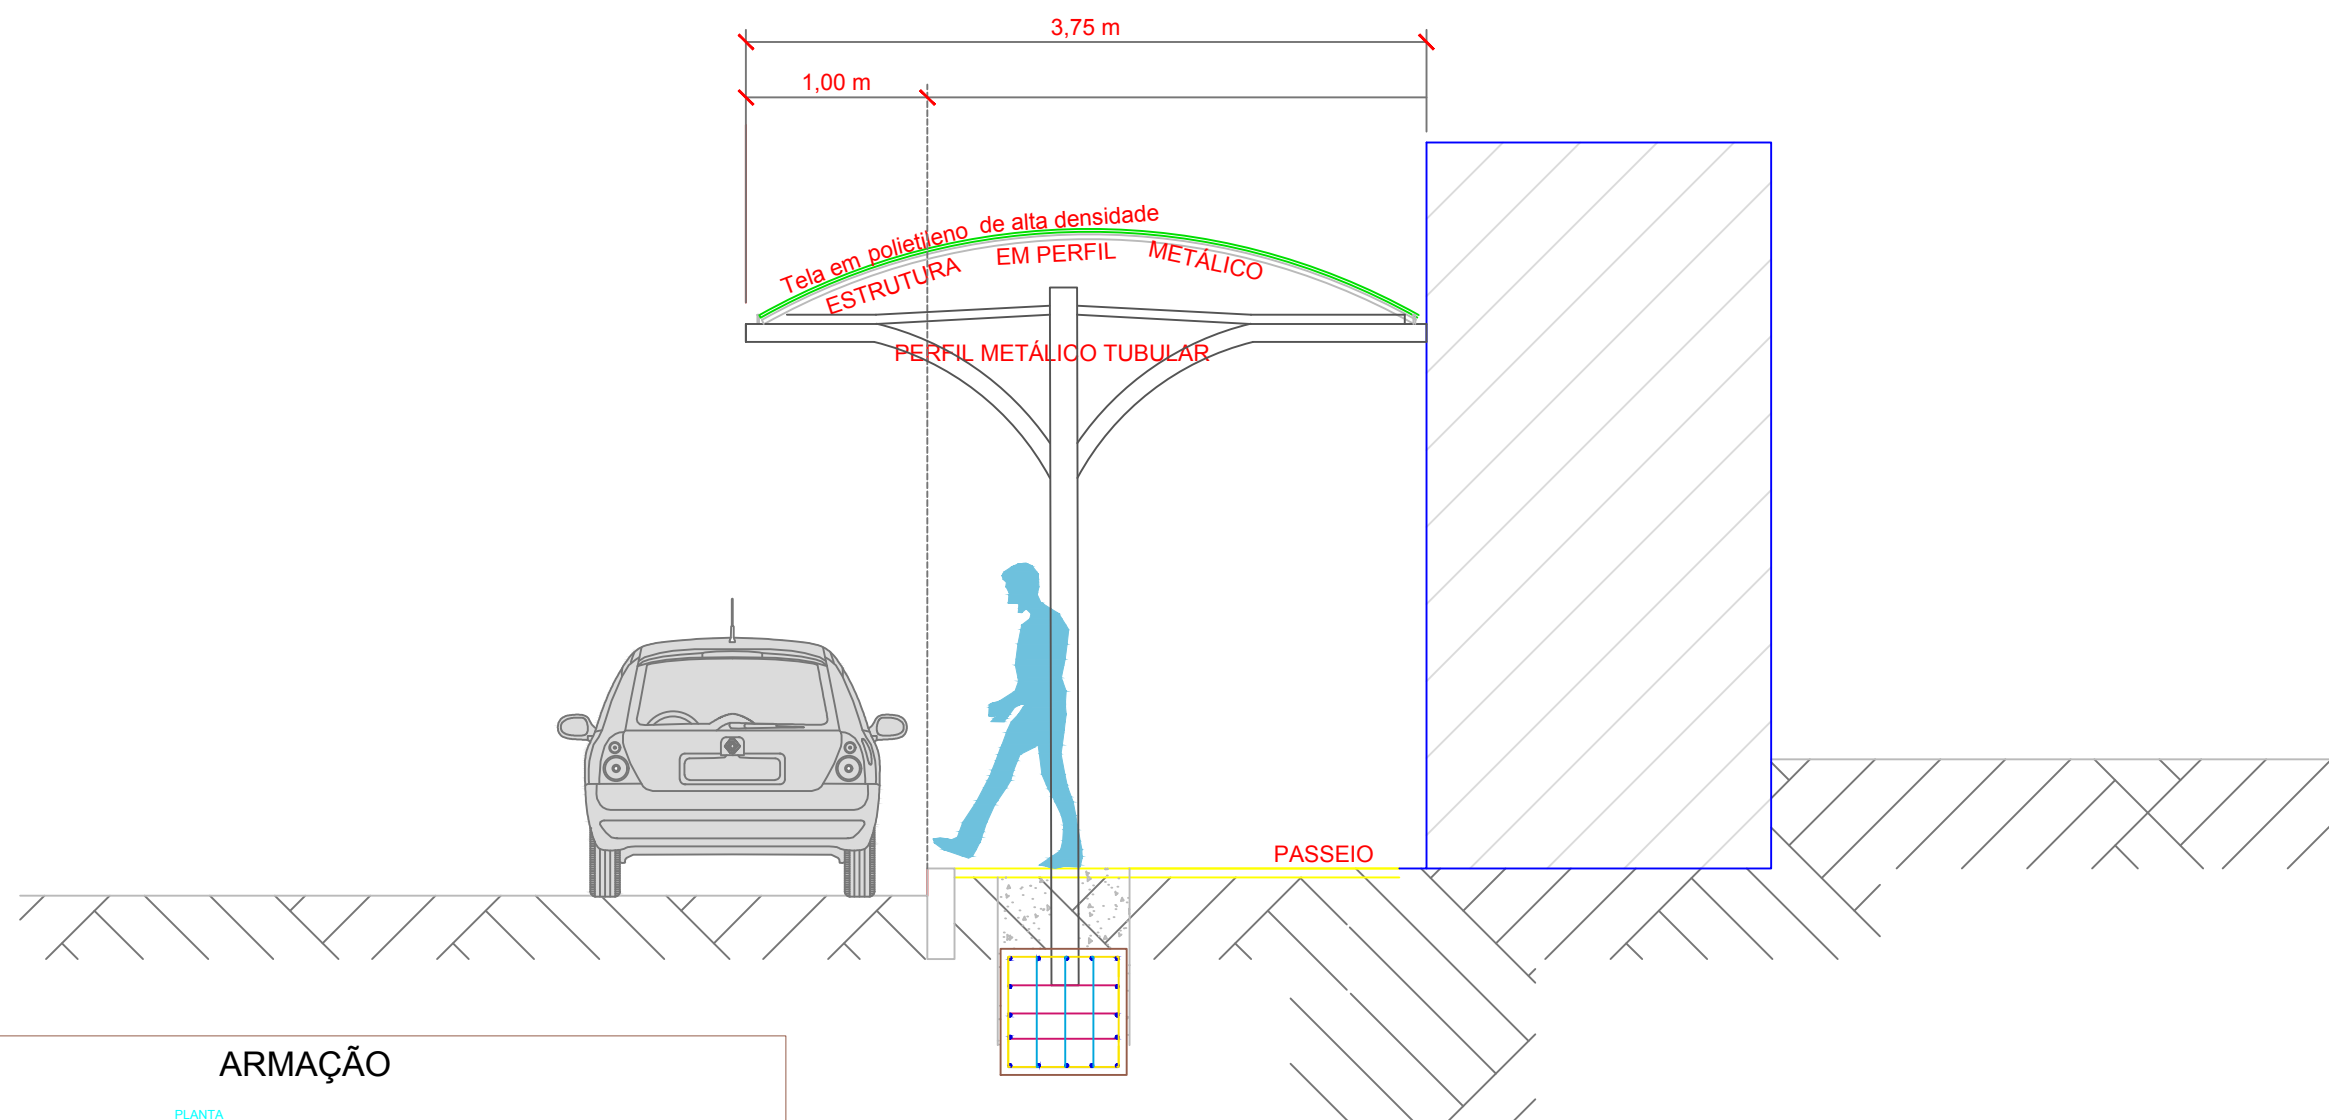 3,75 m
1,00 m
Tela em polietileno de alta densidade
ESTRUTURA EM PERFIL METÁLICO
PERFIL METÁLICO TUBULAR
PASSEIO
ARMAÇÃO
PLANTA